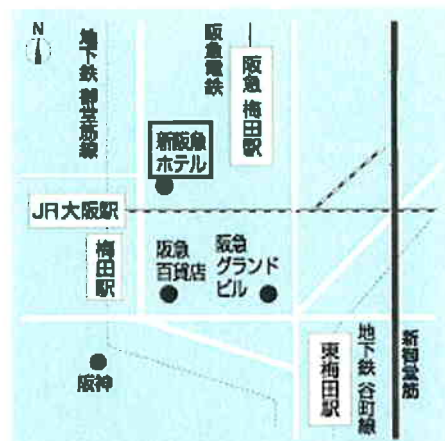 N
地下鉄 御堂筋線
阪急電鉄
阪急 梅田駅
新阪急
ホテル
JR大阪駅
梅田駅
阪急
百貨店
阪急
グランド
ビル
阪神
東梅田駅
地下鉄 谷町線
新御堂筋